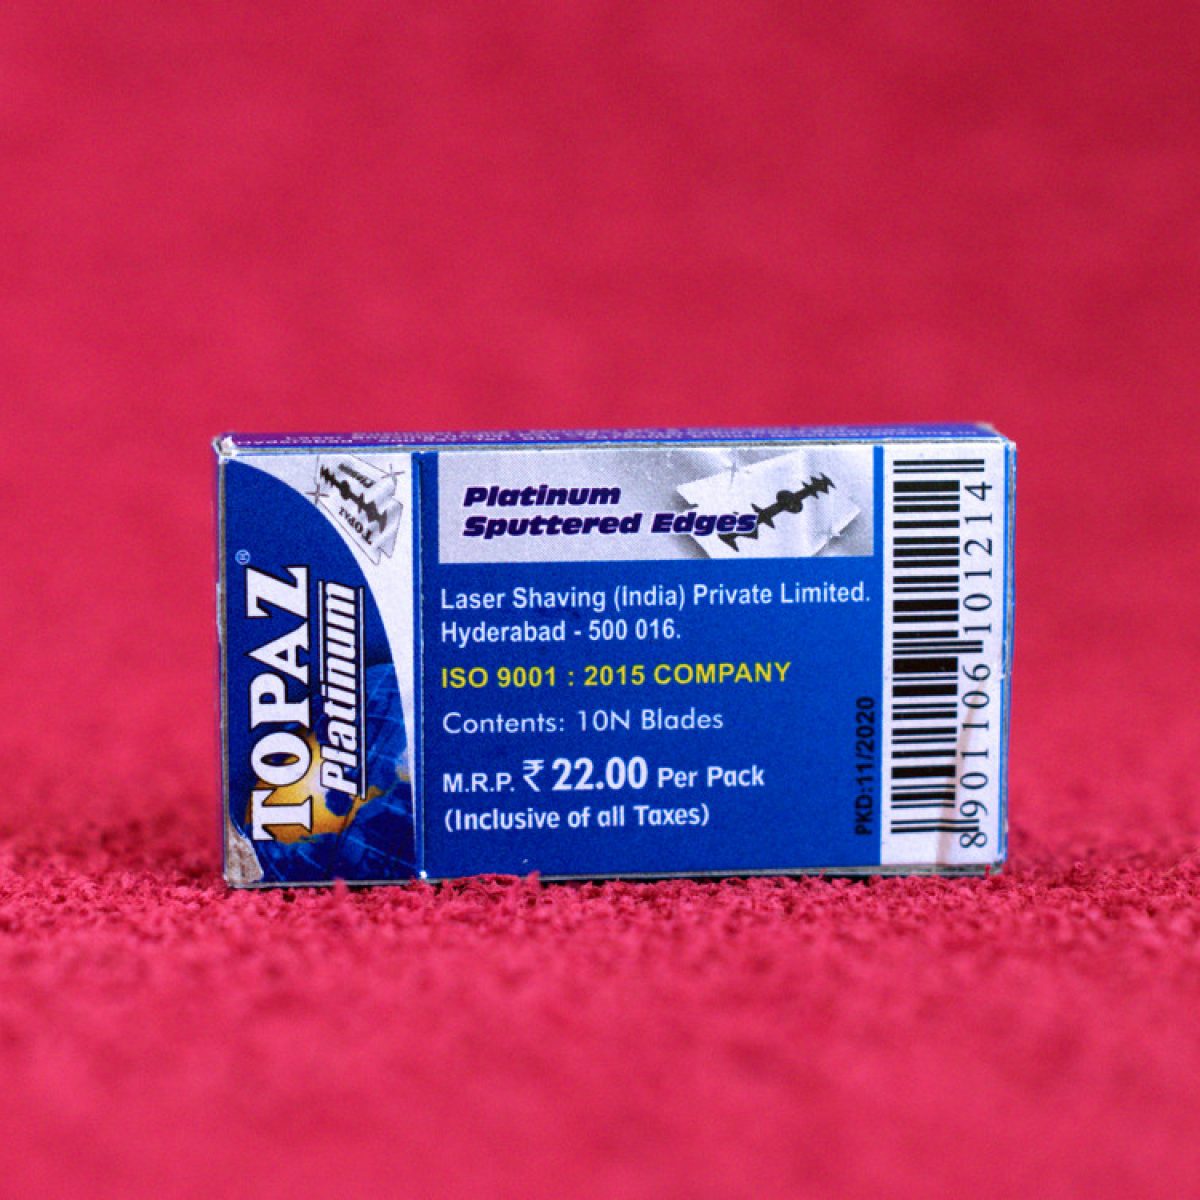 TOPAZ®
Platinum
TOPAZ
Platinum
Sputtered Edges
Laser Shaving (India) Private Limited.
Hyderabad - 500 016.
ISO 9001 : 2015 COMPANY
Contents: 10N Blades
M.R.P. ₹ 22.00 Per Pack
(Inclusive of all Taxes)
PKD:11/2020
8901106101214